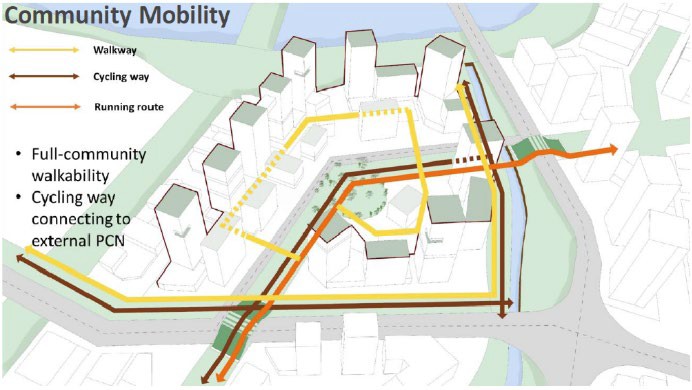 Community Mobility
Walkway
Cycling way
Running route
• Full-community
walkability
• Cycling way
connecting to
external PCN